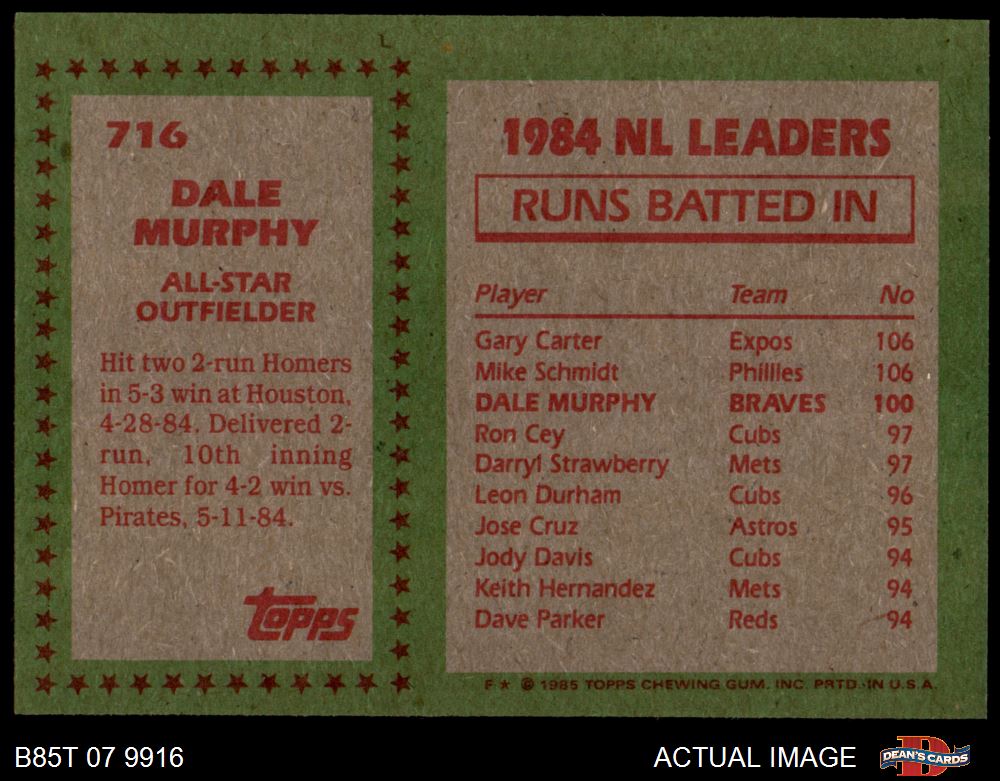 716
DALE
MURPHY
ALL-STAR
OUTFIELDER
Hit two 2-run Homers
in 5-3 win at Houston,
4-28-84. Delivered 2-
run, 10th inning
Homer for 4-2 win vs.
Pirates, 5-11-84.
topps
1984 NL LEADERS
RUNS BATTED IN
Player Team No
Gary Carter Expos 106
Mike Schmidt Phillies 106
DALE MURPHY BRAVES 100
Ron Cey Cubs 97
Darryl Strawberry Mets 97
Leon Durham Cubs 96
Jose Cruz Astros 95
Jody Davis Cubs 94
Keith Hernandez Mets 94
Dave Parker Reds 94
F★ © 1985 TOPPS CHEWING GUM. INC. PRTD. IN U.S.A.
B85T 07 9916
ACTUAL IMAGE
DEAN'S CARDS